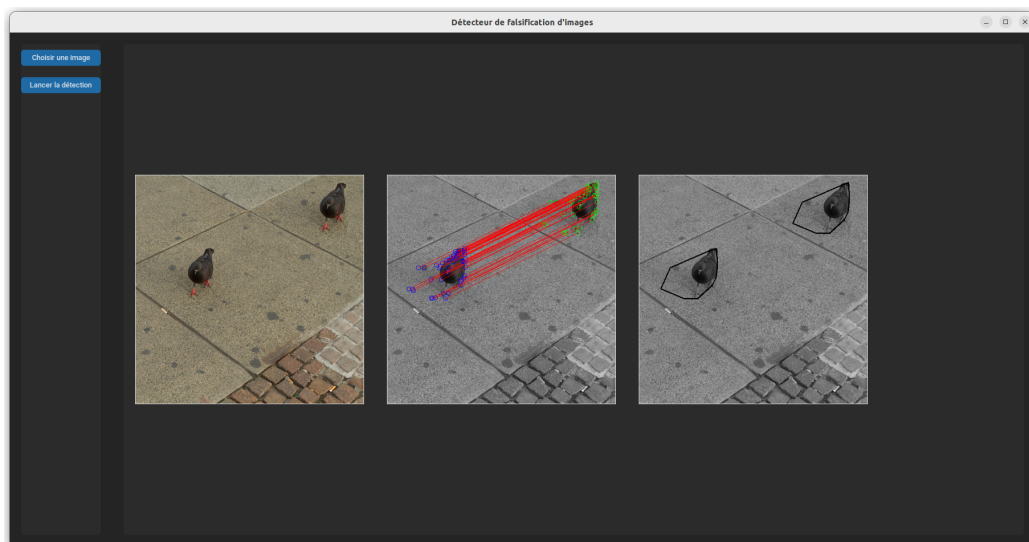 Détecteur de falsification d'images
Choisir une image
Lancer la détection